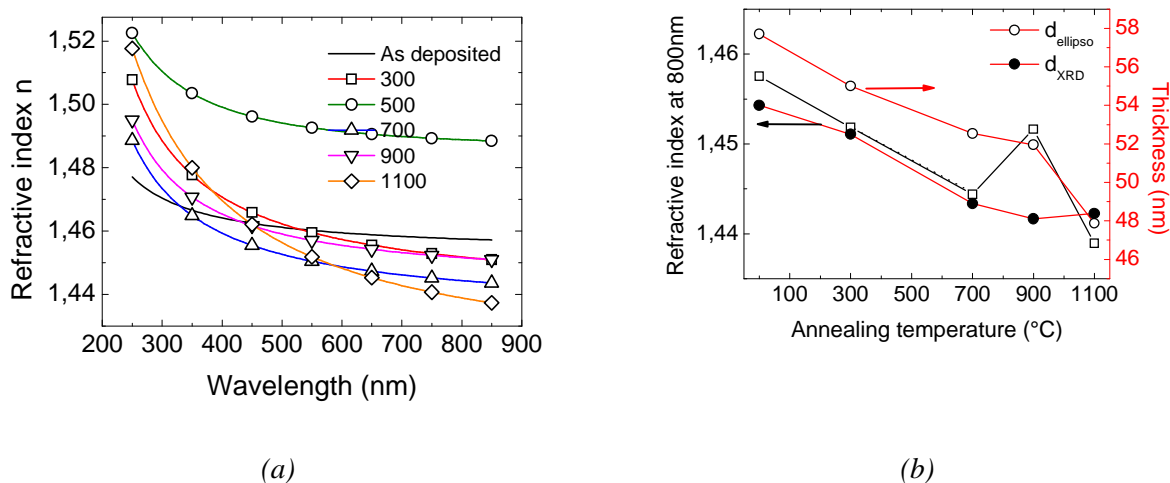 1,52
1,50
1,48
1,46
1,44
Refractive index n
200 300 400 500 600 700 800 900
Wavelength (nm)
As deposited
300
500
700
900
1100
(a)
1,46
1,45
1,44
Refractive index at 800nm
100 300 500 700 900 1100
Annealing temperature (°C)
d_ellipso
d_XRD
58
56
54
52
50
48
46
Thickness (nm)
(b)